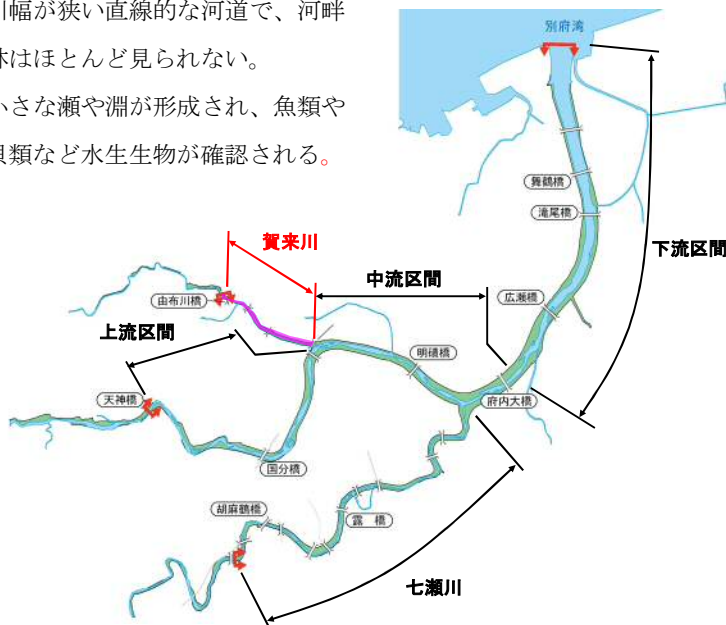 川幅が狭い直線的な河道で、河畔
林はほとんど見られない。
小さな瀬や淵が形成され、魚類や
貝類など水生生物が確認される。
別府湾
舞鶴橋
滝尾橋
下流区間
賀来川
中流区間
広瀬橋
由布川橋
上流区間
明磧橋
天神橋
府内大橋
国分橋
胡麻鶴橋
露 橋
七瀬川